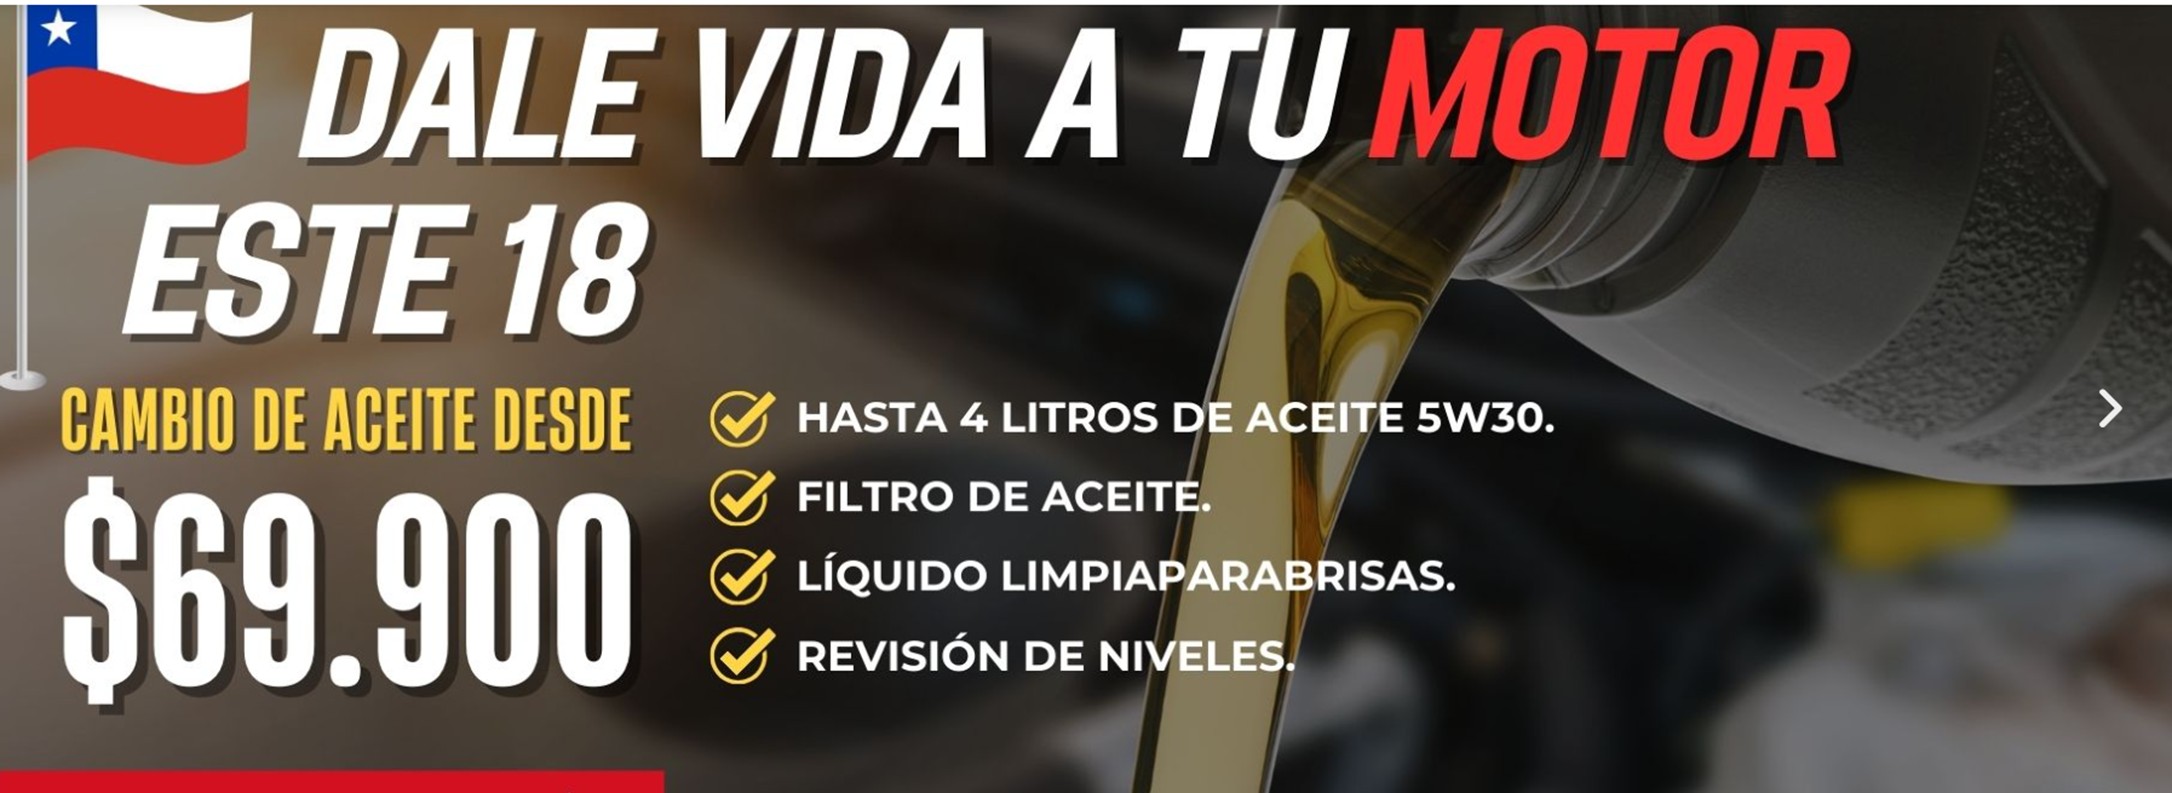 DALE VIDA A TU MOTOR
ESTE 18
CAMBIO DE ACEITE DESDE
$69.900
HASTA 4 LITROS DE ACEITE 5W30.
FILTRO DE ACEITE.
LÍQUIDO LIMPIAPARABRISAS.
REVISIÓN DE NIVELES.